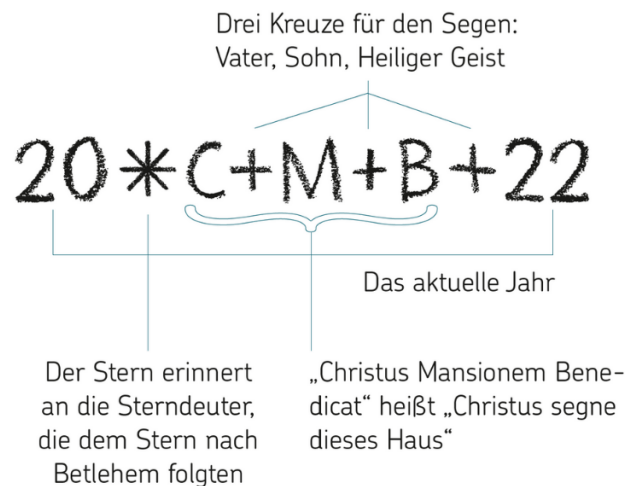 Drei Kreuze für den Segen:
Vater, Sohn, Heiliger Geist
20*C+M+B+22
Das aktuelle Jahr
Der Stern erinnert
an die Sterndeuter,
die dem Stern nach
Betlehem folgten
„Christus Mansionem Bene-
dicat“ heißt „Christus segne
dieses Haus“